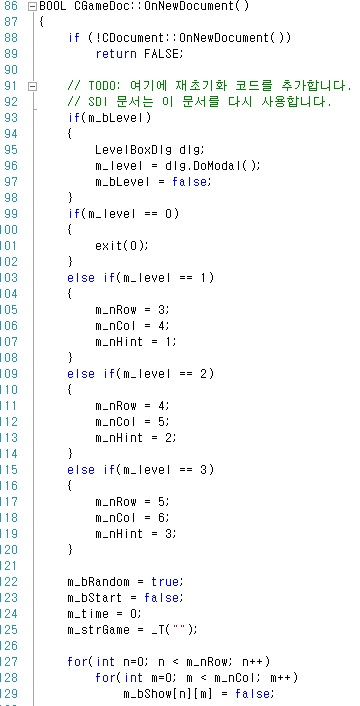 86 BOOL CGameDoc::OnNewDocument()
87 {
88 if (!CDocument::OnNewDocument())
89 return FALSE;
90
91 // TODO: 여기에 재초기화 코드를 추가합니다.
92 // SDI 문서는 이 문서를 다시 사용합니다.
93 if(m_bLevel)
94 {
95 LevelBoxDlg dlg;
96 m_level = dlg.DoModal();
97 m_bLevel = false;
98 }
99 if(m_level == 0)
100 {
101 exit(0);
102 }
103 else if(m_level == 1)
104 {
105 m_nRow = 3;
106 m_nCol = 4;
107 m_nHint = 1;
108 }
109 else if(m_level == 2)
110 {
111 m_nRow = 4;
112 m_nCol = 5;
113 m_nHint = 2;
114 }
115 else if(m_level == 3)
116 {
117 m_nRow = 5;
118 m_nCol = 6;
119 m_nHint = 3;
120 }
121
122 m_bRandom = true;
123 m_bStart = false;
124 m_time = 0;
125 m_strGame = _T("");
126
127 for(int n=0; n < m_nRow; n++)
128 for(int m=0; m < m_nCol; m++)
129 m_bShow[n][m] = false;